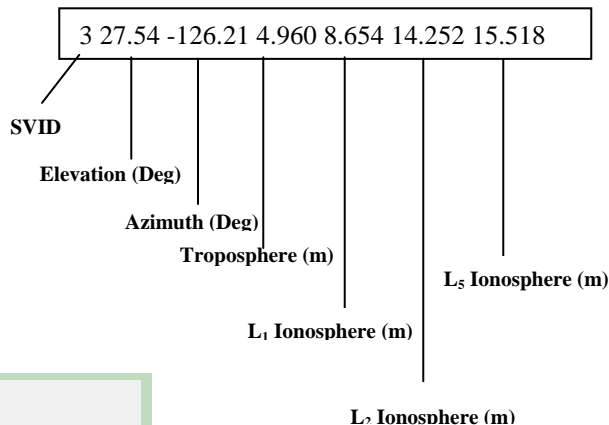 3 27.54 -126.21 4.960 8.654 14.252 15.518
SVID
Elevation (Deg)
Azimuth (Deg)
Troposphere (m)
L₅ Ionosphere (m)
L₁ Ionosphere (m)
L₂ Ionosphere (m)